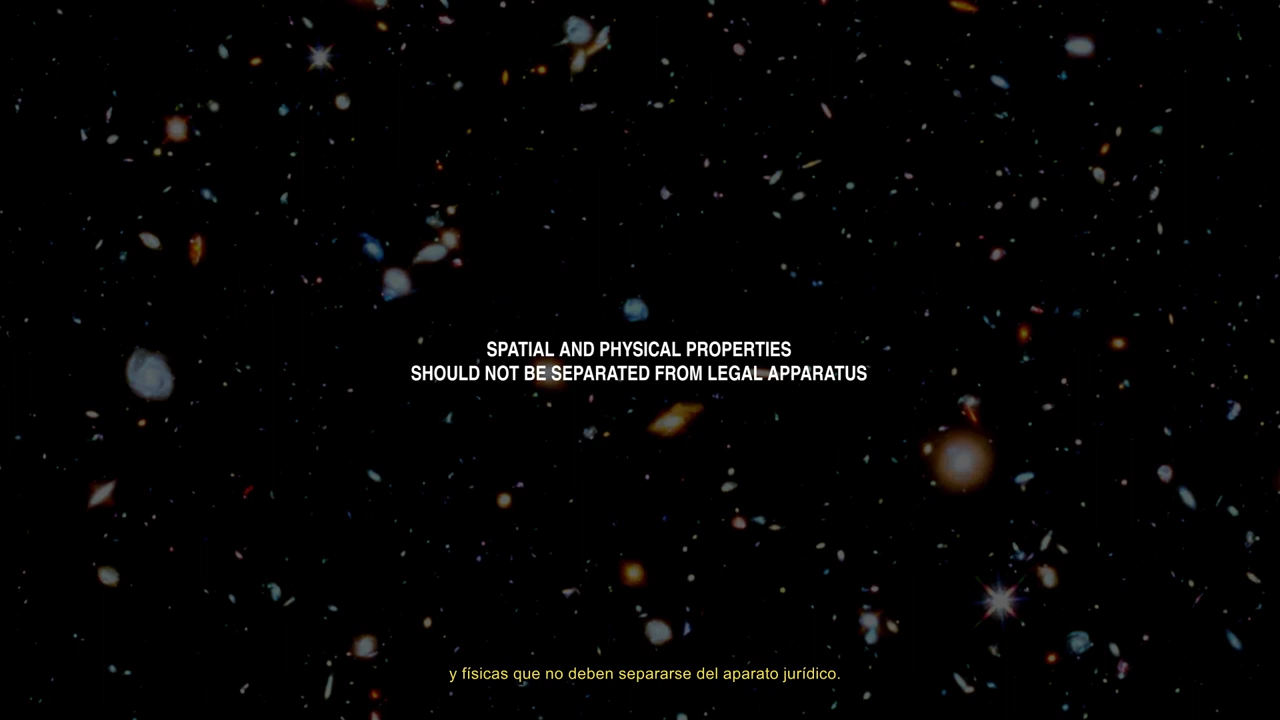 SPATIAL AND PHYSICAL PROPERTIES
SHOULD NOT BE SEPARATED FROM LEGAL APPARATUS
y físicas que no deben separarse del aparato jurídico.